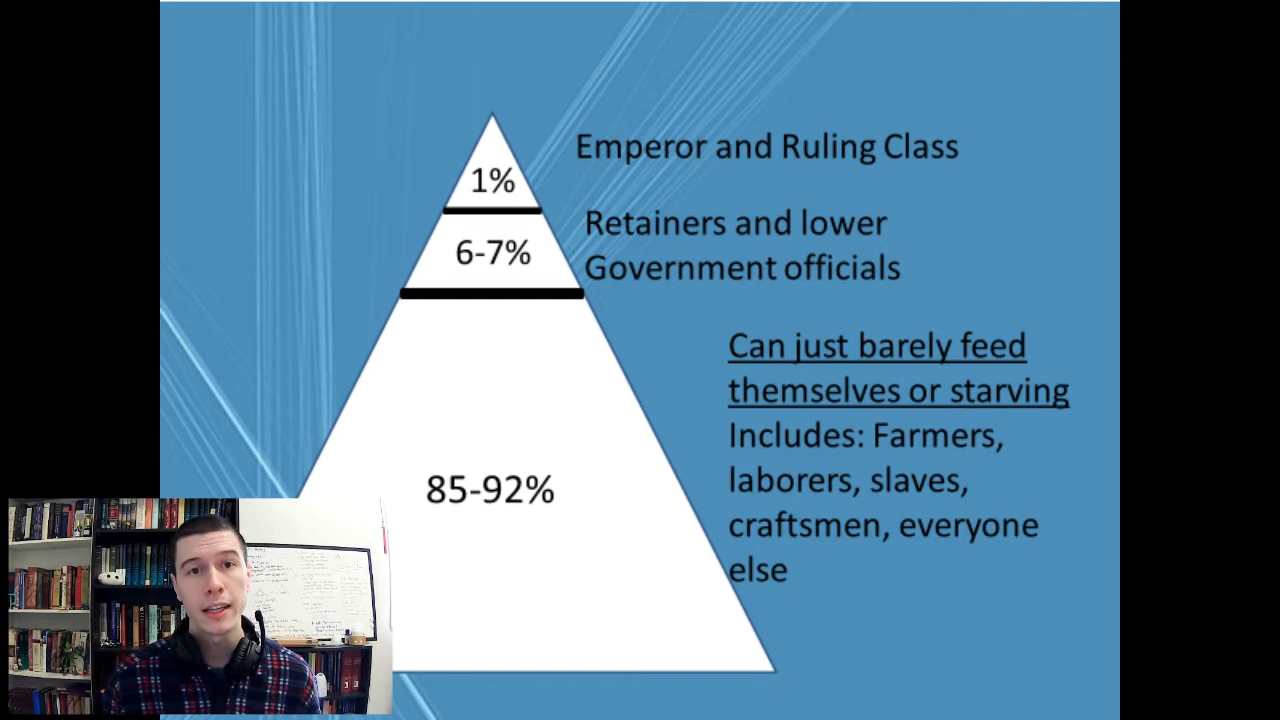 Emperor and Ruling Class
1%
Retainers and lower
Government officials
6-7%
Can just barely feed
themselves or starving
Includes: Farmers,
laborers, slaves,
craftsmen, everyone
else
85-92%